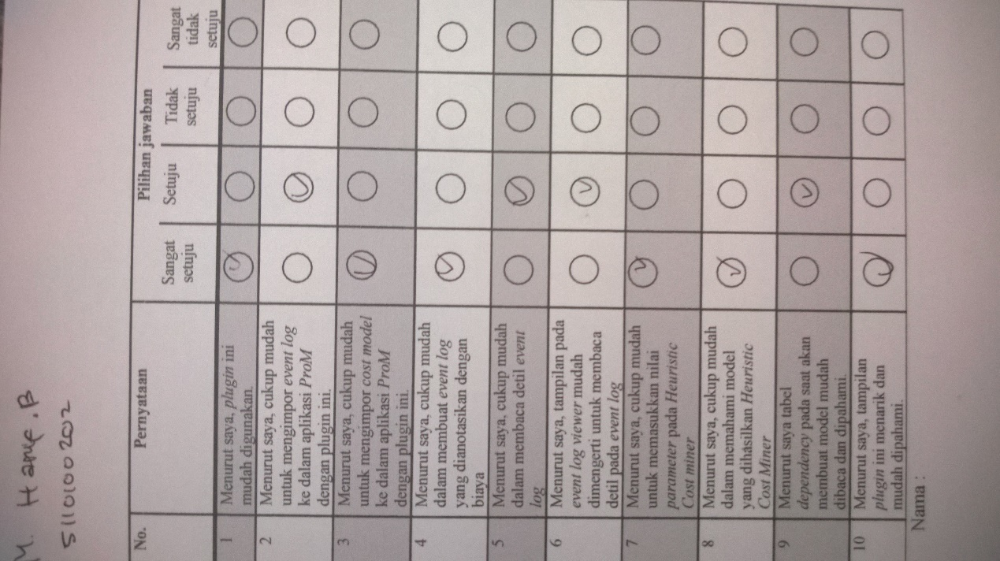 M. Hanif .B
5110100202
No. Pernyataan Pilihan jawaban
Sangat setuju Setuju Tidak setuju Sangat tidak setuju
1 Menurut saya, plugin ini
mudah digunakan.
2 Menurut saya, cukup mudah
untuk mengimpor event log
ke dalam aplikasi ProM
dengan plugin ini.
3 Menurut saya, cukup mudah
untuk mengimpor cost model
ke dalam aplikasi ProM
dengan plugin ini.
4 Menurut saya, cukup mudah
dalam membuat event log
yang dianotasikan dengan
biaya
5 Menurut saya, cukup mudah
dalam membaca detil event
log
6 Menurut saya, tampilan pada
event log viewer mudah
dimengerti untuk membaca
detil pada event log
7 Menurut saya, cukup mudah
untuk memasukkan nilai
parameter pada Heuristic
Cost miner
8 Menurut saya, cukup mudah
dalam memahami model
yang dihasilkan Heuristic
Cost Miner
9 Menurut saya tabel
dependency pada saat akan
membuat model mudah
dibaca dan dipahami.
10 Menurut saya, tampilan
plugin ini menarik dan
mudah dipahami.
Nama :